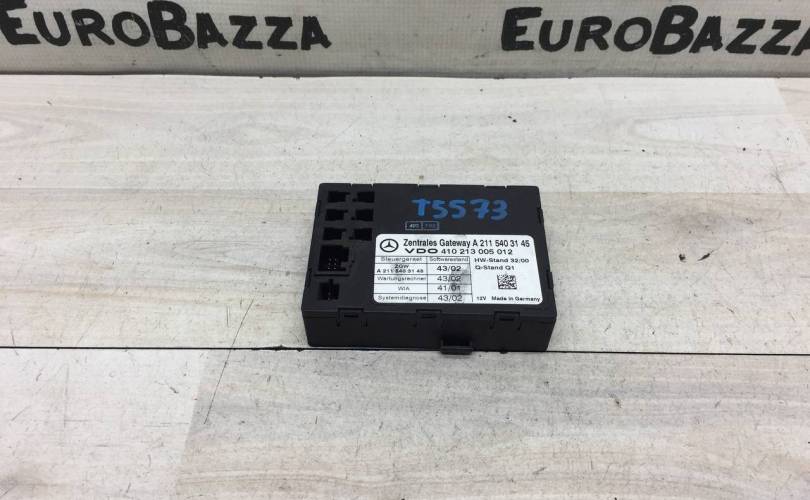 EUROBAZZA EUROBAZZA
T5573
Zentrales Gateway A 211 540 31 45
VDO 410 213 005 012
Steuergerset Softwarestand HW-Stand 32/00
ZGW 43/02 Q-Stand Q1
A 211 540 31 45
Wartungsrechner 43/02
WIA 41/01
Systemdiagnose 43/02 12V Made in Germany